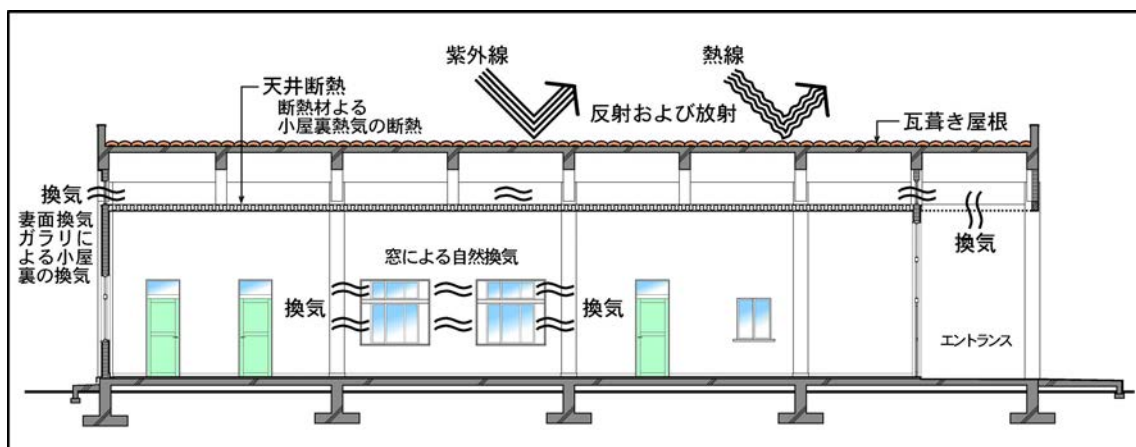 紫外線
熱線
天井断熱
断熱材よる
小屋裏熱気の断熱
反射および放射
瓦葺き屋根
換気
妻面換気
ガラリに
よる小屋
裏の換気
換気
窓による自然換気
換気
換気
エントランス